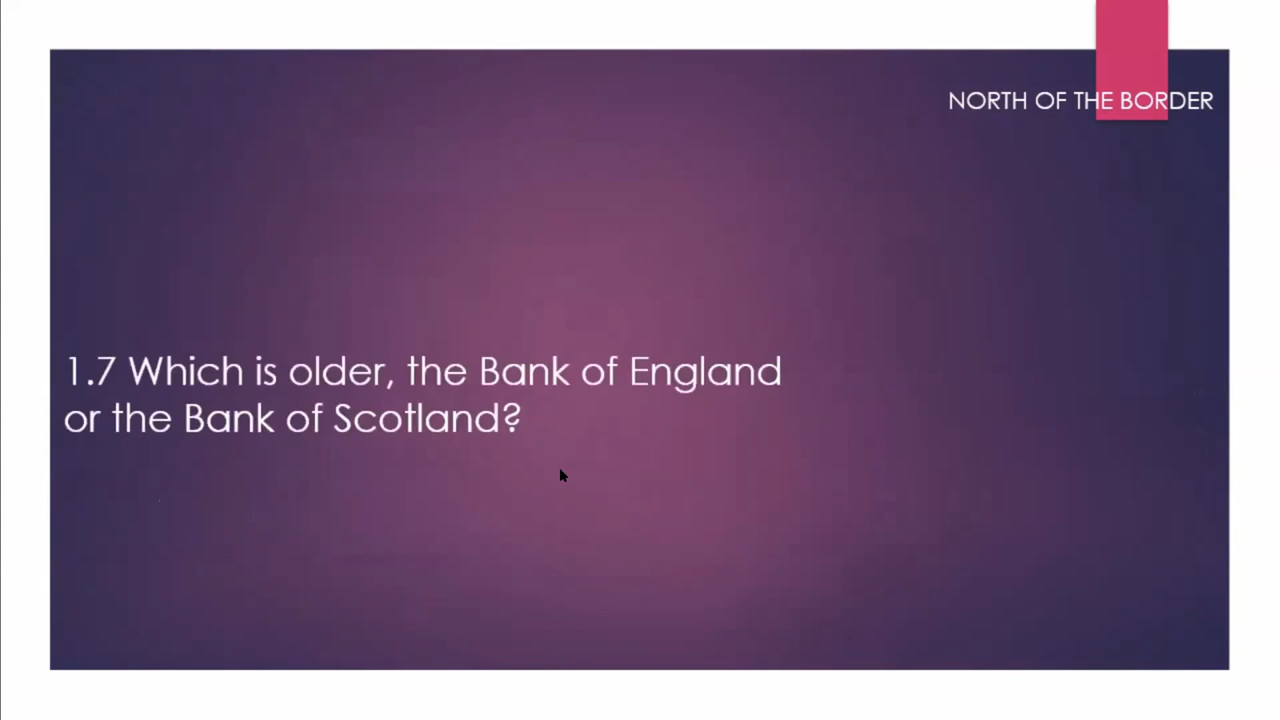 NORTH OF THE BORDER
1.7 Which is older, the Bank of England
or the Bank of Scotland?